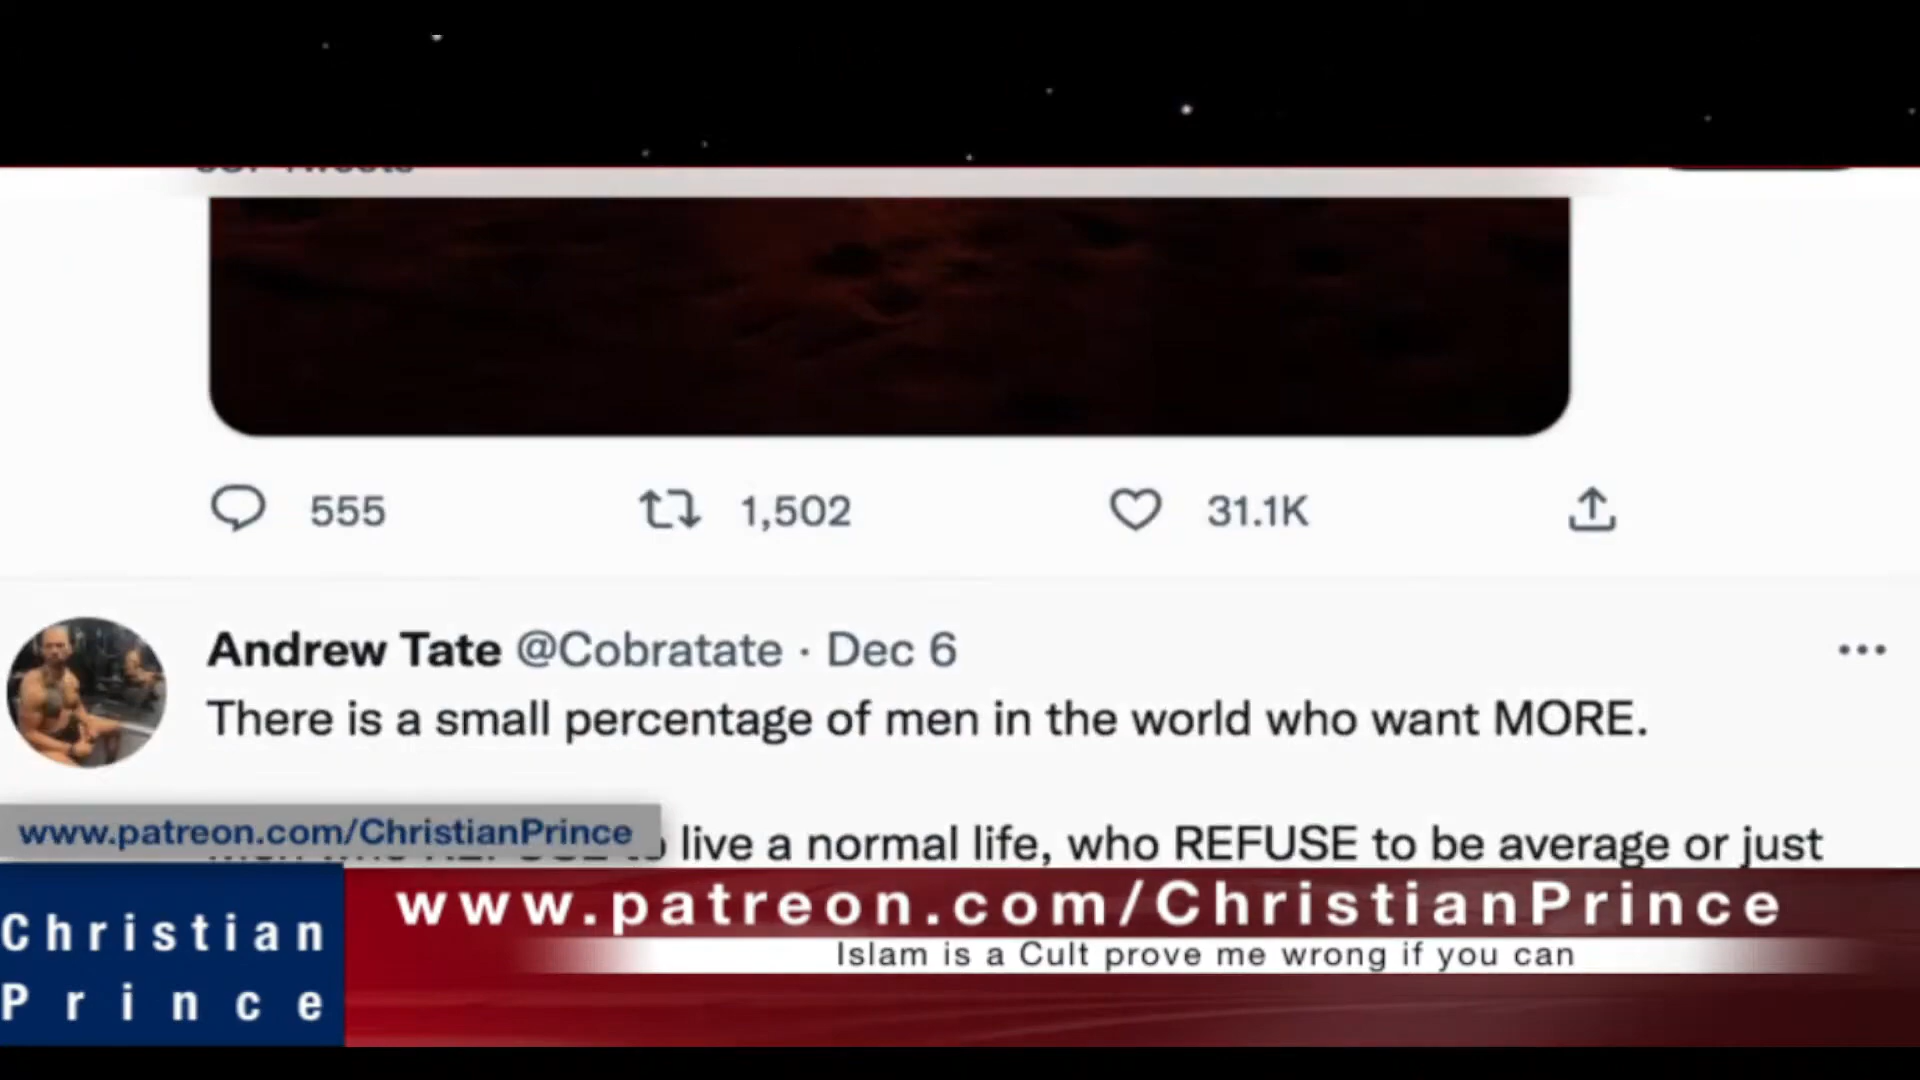 Tweets
555 1,502 31.1K
Andrew Tate @Cobratate · Dec 6
There is a small percentage of men in the world who want MORE.
www.patreon.com/ChristianPrince
live a normal life, who REFUSE to be average or just
Christian
Prince
www.patreon.com/ChristianPrince
Islam is a Cult prove me wrong if you can